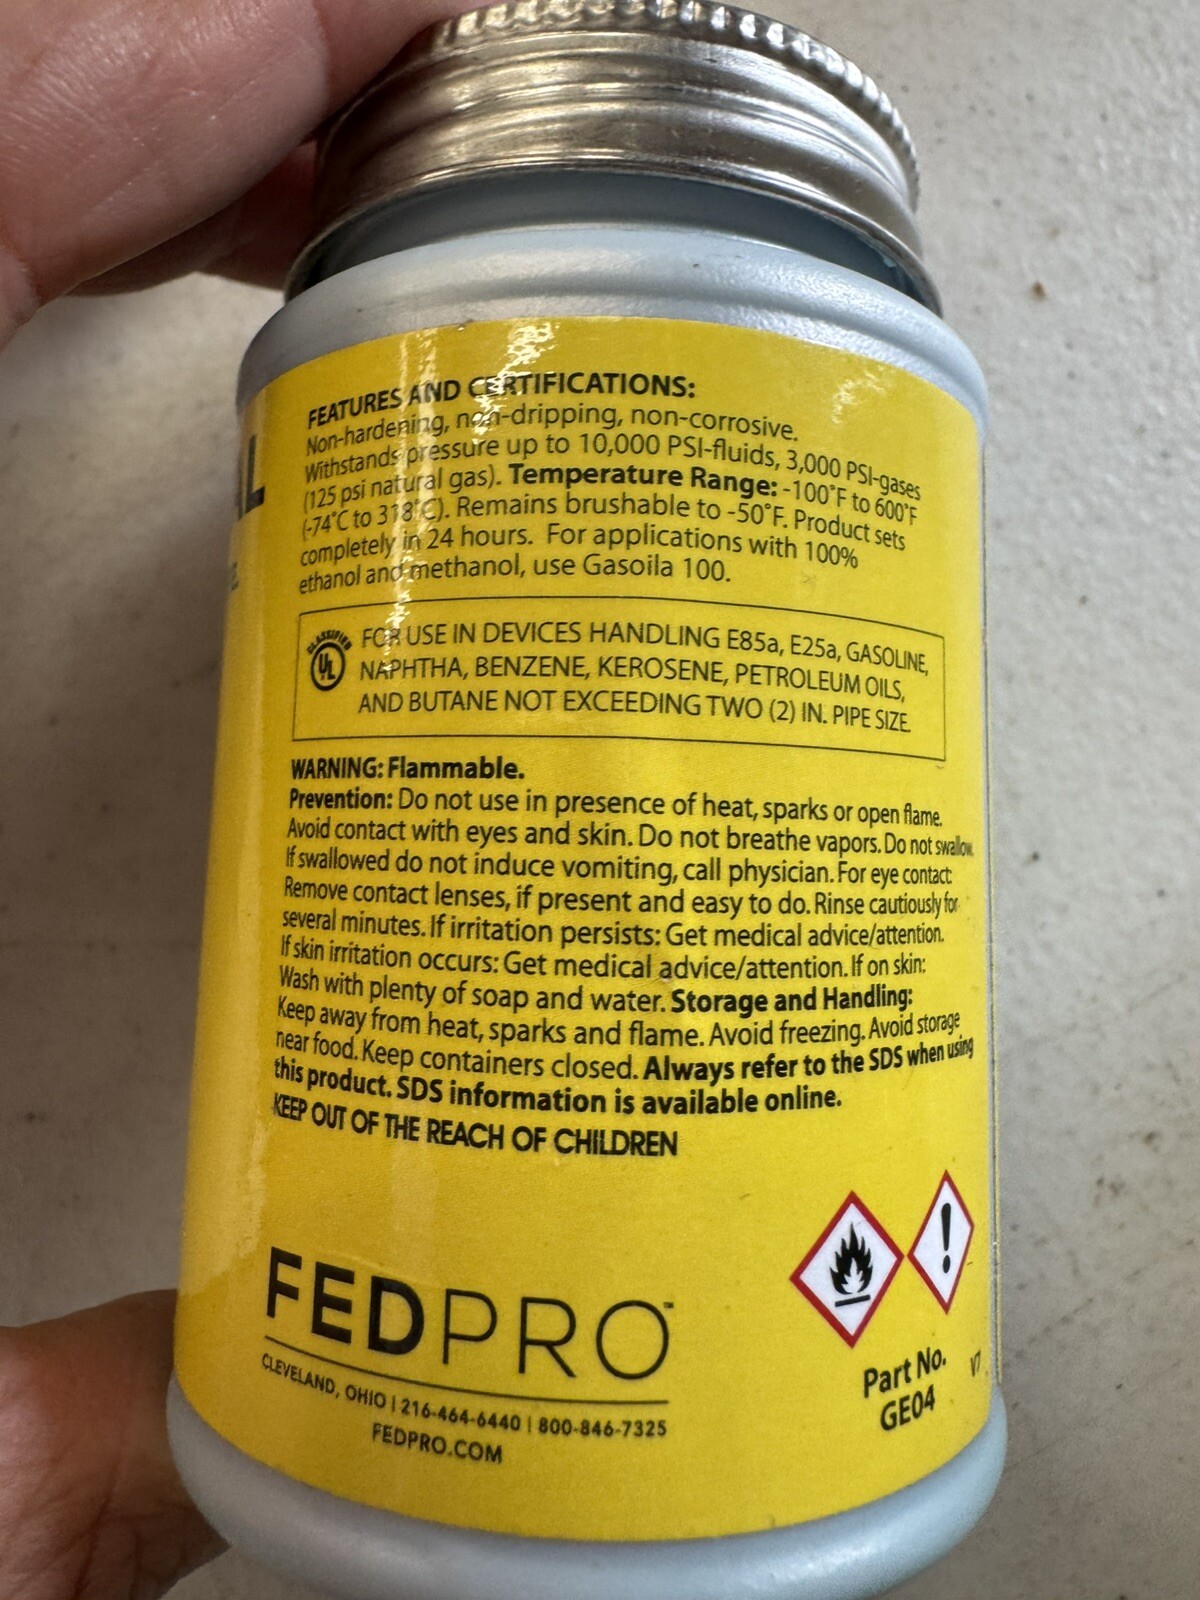 L
E
FEATURES AND CERTIFICATIONS:
Non-hardening, non-dripping, non-corrosive.
Withstands pressure up to 10,000 PSI-fluids, 3,000 PSI-gases
(125 psi natural gas). Temperature Range: -100°F to 600°F
(-74°C to 318°C). Remains brushable to -50°F. Product sets
completely in 24 hours. For applications with 100%
ethanol and methanol, use Gasoila 100.
CLASSIFIED
UL
FOR USE IN DEVICES HANDLING E85a, E25a, GASOLINE,
NAPHTHA, BENZENE, KEROSENE, PETROLEUM OILS,
AND BUTANE NOT EXCEEDING TWO (2) IN. PIPE SIZE.
WARNING: Flammable.
Prevention: Do not use in presence of heat, sparks or open flame.
Avoid contact with eyes and skin. Do not breathe vapors. Do not swallow.
If swallowed do not induce vomiting, call physician. For eye contact:
Remove contact lenses, if present and easy to do. Rinse cautiously for
several minutes. If irritation persists: Get medical advice/attention.
If skin irritation occurs: Get medical advice/attention. If on skin:
Wash with plenty of soap and water. Storage and Handling:
Keep away from heat, sparks and flame. Avoid freezing. Avoid storage
near food. Keep containers closed. Always refer to the SDS when using
this product. SDS information is available online.
KEEP OUT OF THE REACH OF CHILDREN
FEDPRO™
CLEVELAND, OHIO | 216-464-6440 | 800-846-7325
FEDPRO.COM
Part No.
GE04
V7